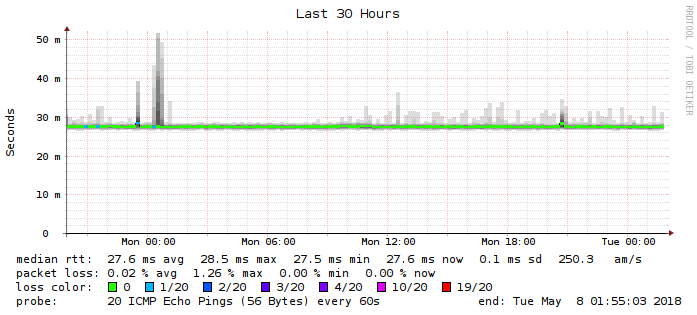 Last 30 Hours
RRDTOOL / TOBI OETIKER
Seconds
50 m
40 m
30 m
20 m
10 m
0
Mon 00:00 Mon 06:00 Mon 12:00 Mon 18:00 Tue 00:00
median rtt: 27.6 ms avg 28.5 ms max 27.5 ms min 27.6 ms now 0.1 ms sd 250.3 am/s
packet loss: 0.02 % avg 1.26 % max 0.00 % min 0.00 % now
loss color: 0 1/20 2/20 3/20 4/20 10/20 19/20
probe: 20 ICMP Echo Pings (56 Bytes) every 60s end: Tue May 8 01:55:03 2018